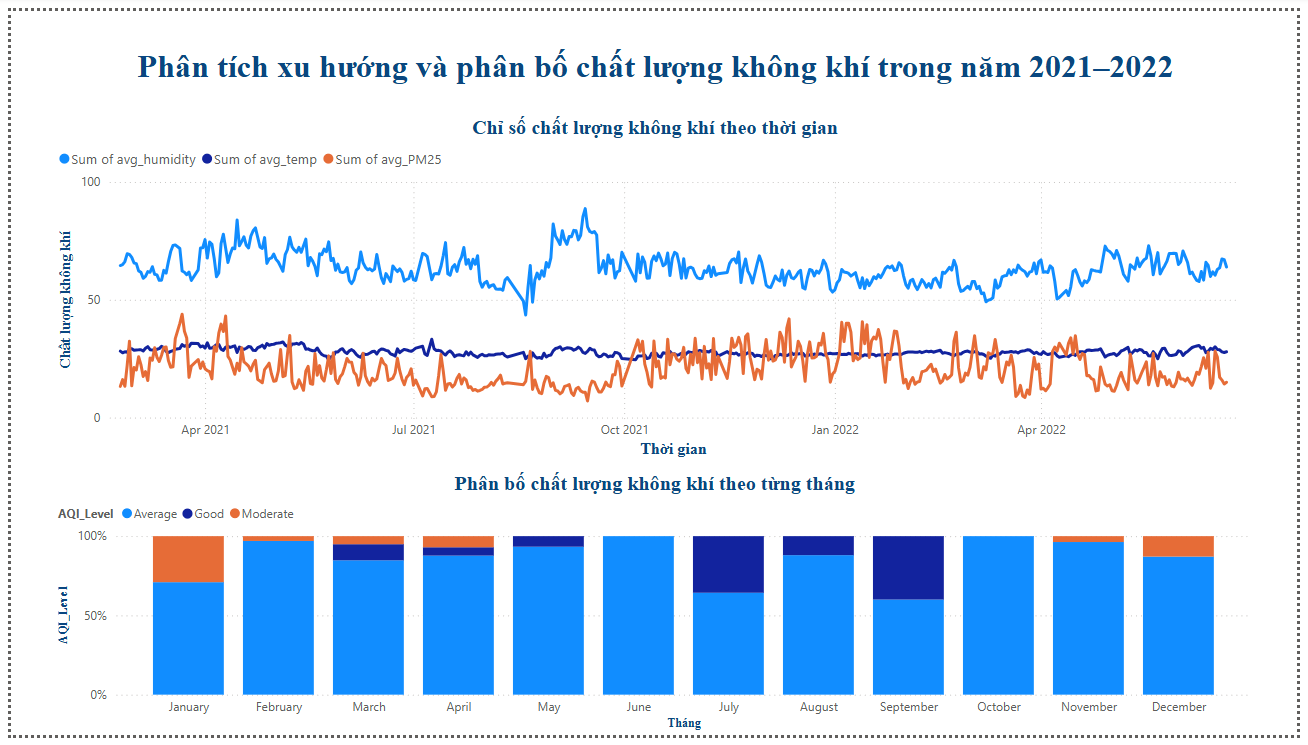 Phân tích xu hướng và phân bố chất lượng không khí trong năm 2021–2022
Chỉ số chất lượng không khí theo thời gian
Sum of avg_humidity Sum of avg_temp Sum of avg_PM25
Chất lượng không khí
100
50
0
Apr 2021 Jul 2021 Oct 2021 Jan 2022 Apr 2022
Thời gian
Phân bố chất lượng không khí theo từng tháng
AQI_Level Average Good Moderate
AQI_Level
100%
50%
0%
January February March April May June July August September October November December
Tháng